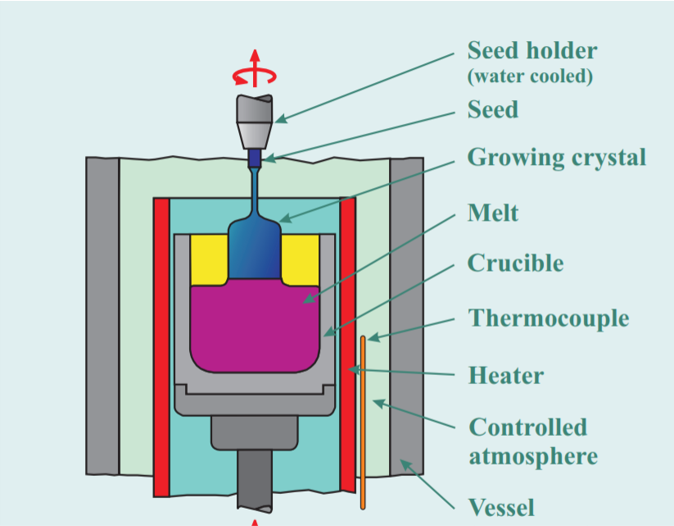 Seed holder
(water cooled)
Seed
Growing crystal
Melt
Crucible
Thermocouple
Heater
Controlled
atmosphere
Vessel